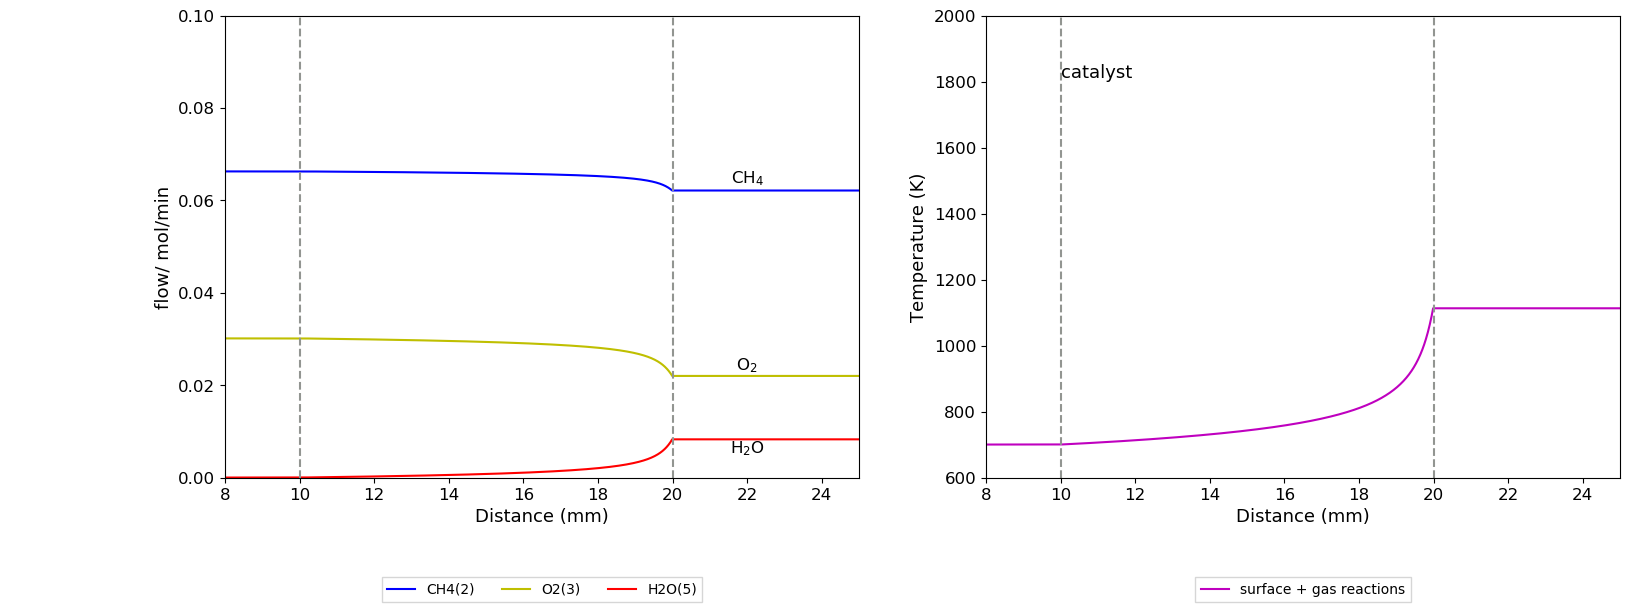 0.10
0.08
0.06
0.04
0.02
0.00
flow/ mol/min
CH₄
O₂
H₂O
8 10 12 14 16 18 20 22 24
Distance (mm)
CH4(2) O2(3) H2O(5)
2000
1800
1600
1400
1200
1000
800
600
Temperature (K)
catalyst
8 10 12 14 16 18 20 22 24
Distance (mm)
surface + gas reactions